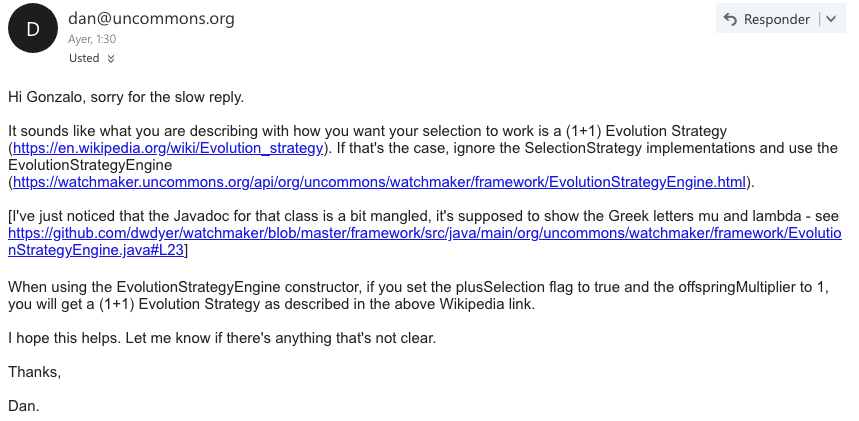 D
dan@uncommons.org
Responder
Ayer, 1:30
Usted
Hi Gonzalo, sorry for the slow reply.
It sounds like what you are describing with how you want your selection to work is a (1+1) Evolution Strategy
(https://en.wikipedia.org/wiki/Evolution_strategy). If that's the case, ignore the SelectionStrategy implementations and use the
EvolutionStrategyEngine
(https://watchmaker.uncommons.org/api/org/uncommons/watchmaker/framework/EvolutionStrategyEngine.html).
[I've just noticed that the Javadoc for that class is a bit mangled, it's supposed to show the Greek letters mu and lambda - see
https://github.com/dwdyer/watchmaker/blob/master/framework/src/java/main/org/uncommons/watchmaker/framework/Evolutio
nStrategyEngine.java#L23]
When using the EvolutionStrategyEngine constructor, if you set the plusSelection flag to true and the offspringMultiplier to 1,
you will get a (1+1) Evolution Strategy as described in the above Wikipedia link.
I hope this helps. Let me know if there's anything that's not clear.
Thanks,
Dan.